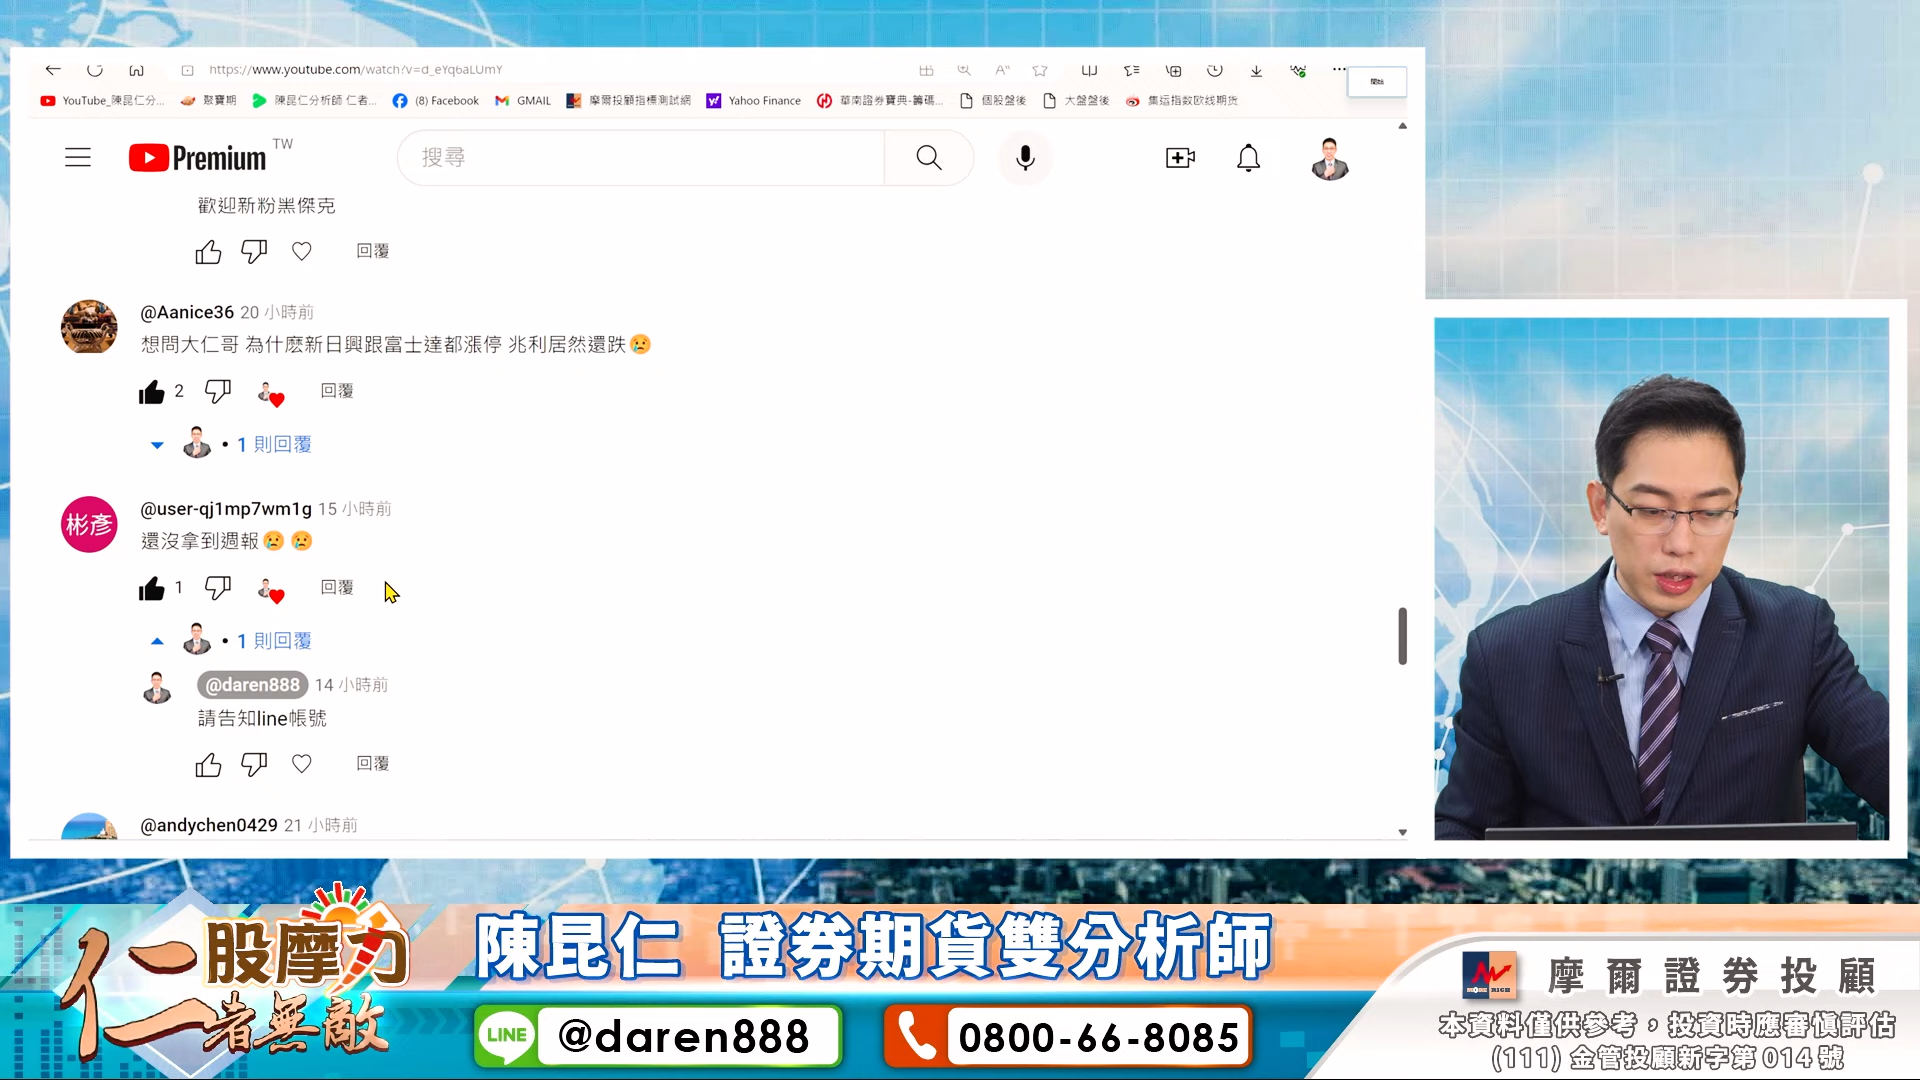 https://www.youtube.com/watch?v=d_eYq6aLUmY
開始
YouTube_陳昆仁分...
聚寶期
陳昆仁分析師 仁者...
(8) Facebook
GMAIL
摩爾投顧指標測試網
Yahoo Finance
華南證券寶典-籌碼...
個股盤後
大盤盤後
集运指数欧线期货
Premium TW
搜尋
歡迎新粉黑傑克
回覆
@Aanice36 20 小時前
想問大仁哥 為什麼新日興跟富士達都漲停 兆利居然還跌😢
2 回覆
• 1 則回覆
彬彥
@user-qj1mp7wm1g 15 小時前
還沒拿到週報😢😢
1 回覆
• 1 則回覆
@daren888 14 小時前
請告知line帳號
回覆
@andychen0429 21 小時前
股摩力
仁者無敵
陳昆仁 證券期貨雙分析師
LINE @daren888
0800-66-8085
摩爾證券投顧
本資料僅供參考，投資時應審慎評估
(111) 金管投顧新字第 014 號